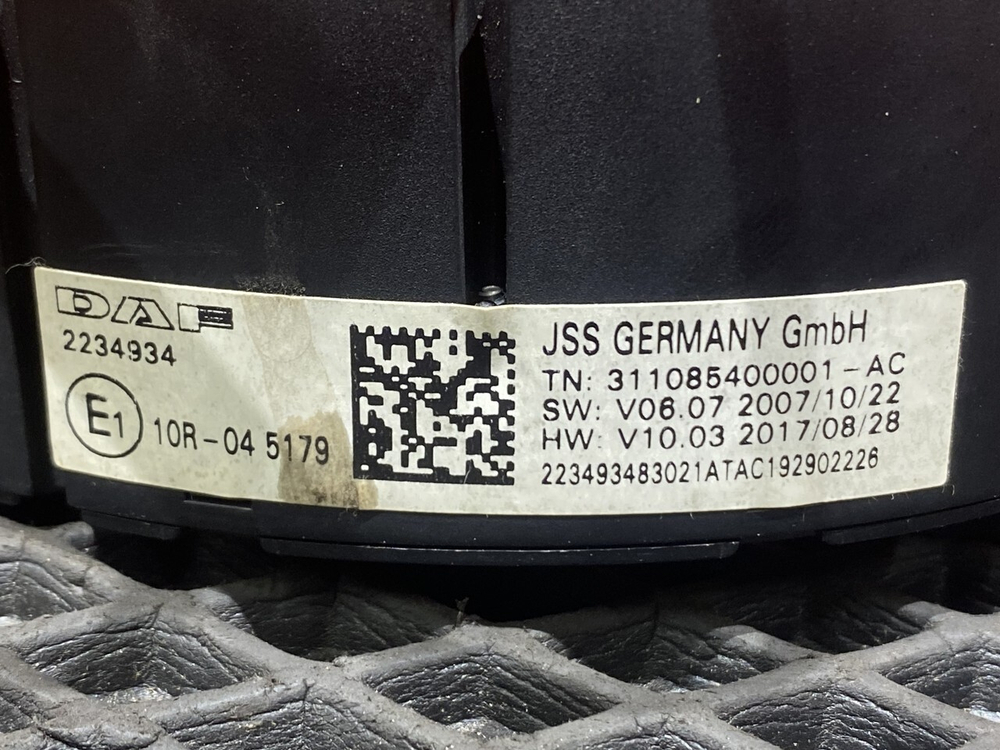 DAF
2234934
E1 10R-04 5179
JSS GERMANY GmbH
TN: 311085400001-AC
SW: V06.07 2007/10/22
HW: V10.03 2017/08/28
223493483021ATAC192902226